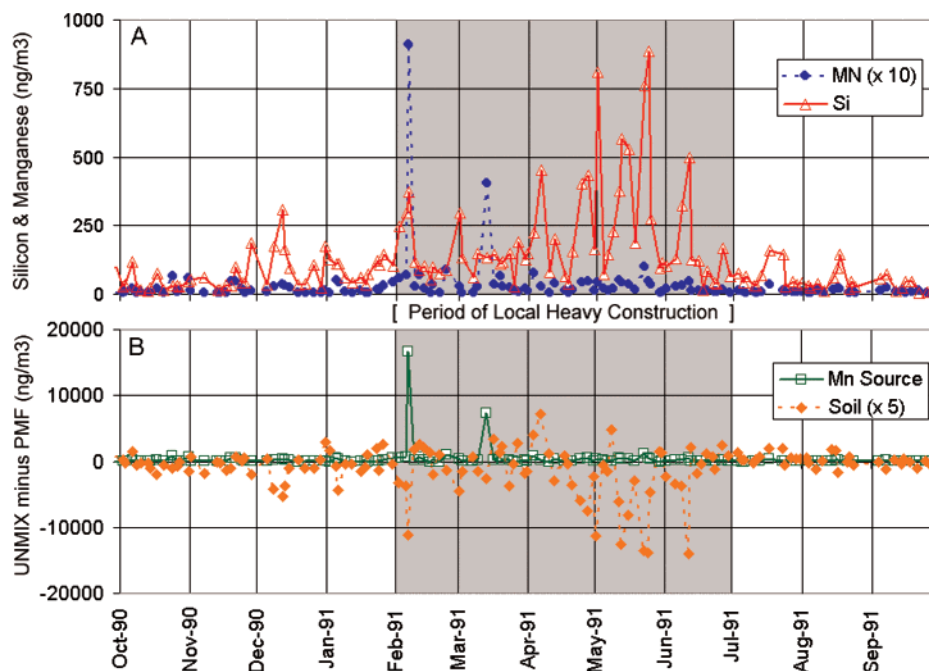 A
Silicon & Manganese (ng/m3)
1000
750
500
250
0
MN (x 10)
Si
[ Period of Local Heavy Construction ]
B
UNMIX minus PMF (ng/m3)
20000
10000
0
-10000
-20000
Mn Source
Soil (x 5)
Oct-90
Nov-90
Dec-90
Jan-91
Feb-91
Mar-91
Apr-91
May-91
Jun-91
Jul-91
Aug-91
Sep-91